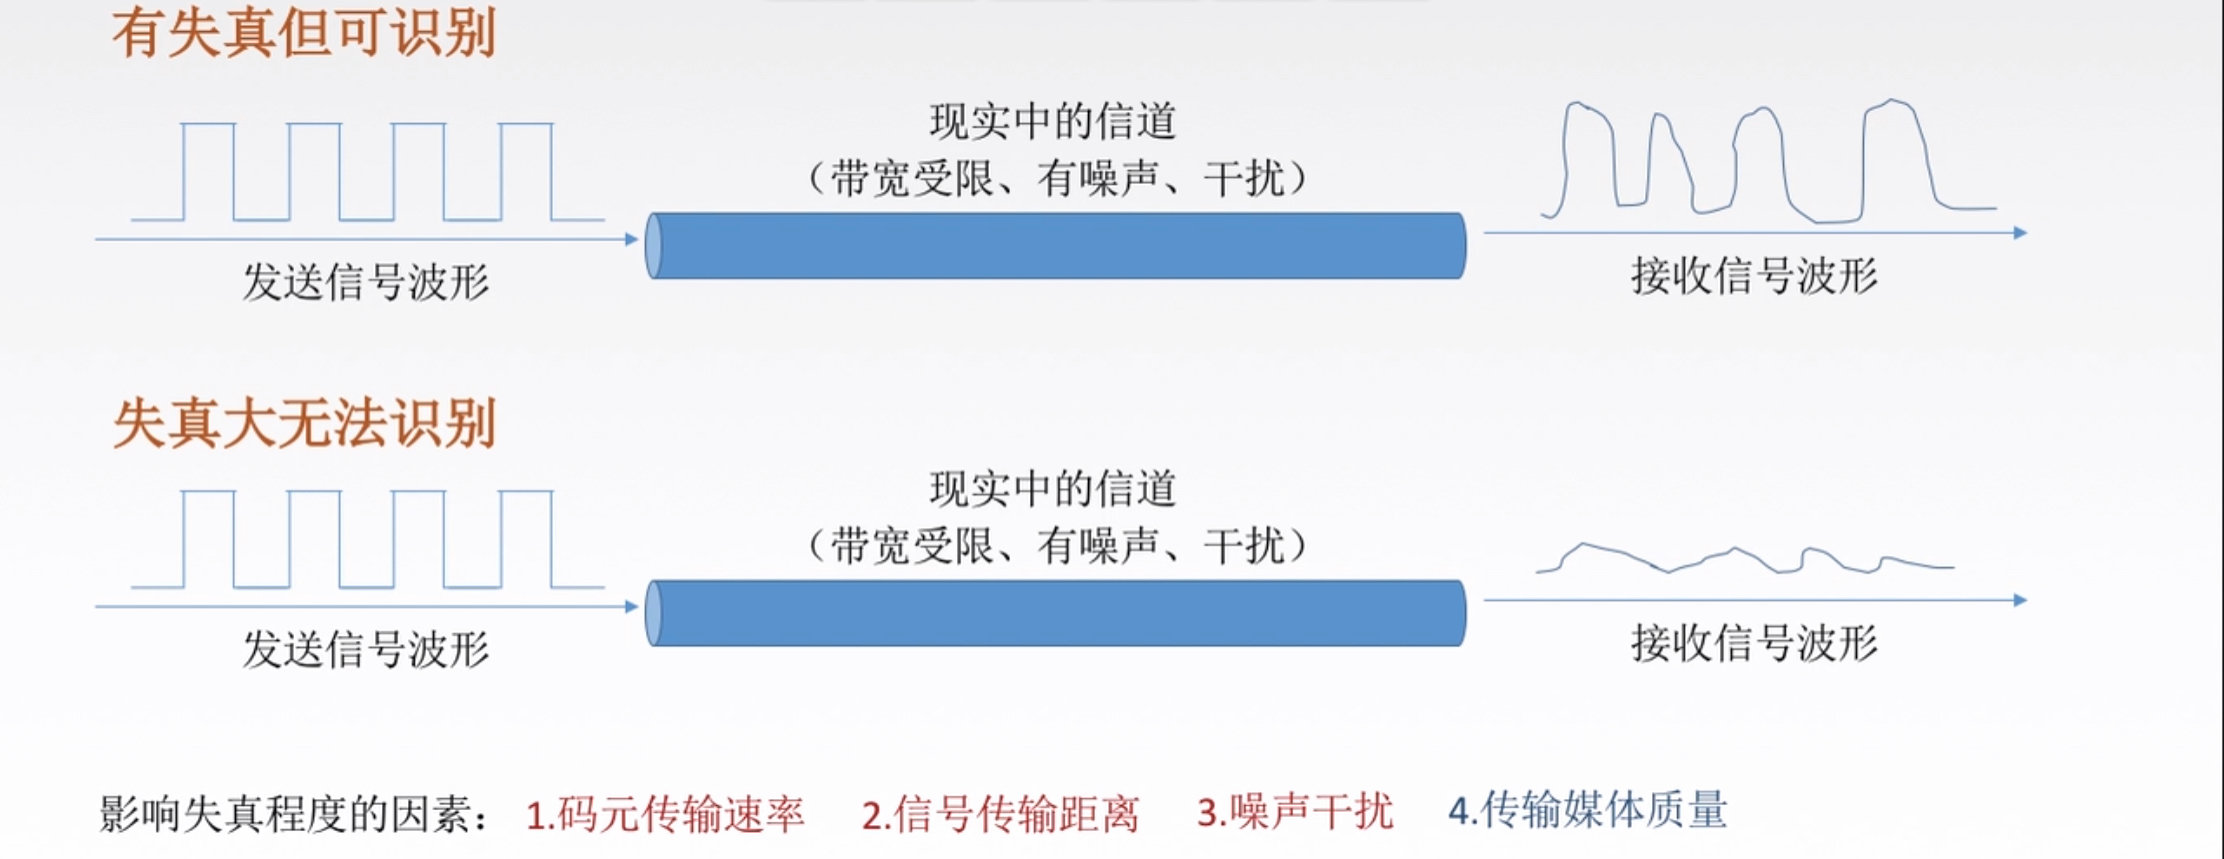 有失真但可识别
现实中的信道
（带宽受限、有噪声、干扰）
发送信号波形
接收信号波形
失真大无法识别
现实中的信道
（带宽受限、有噪声、干扰）
发送信号波形
接收信号波形
影响失真程度的因素： 1.码元传输速率 2.信号传输距离 3.噪声干扰 4.传输媒体质量